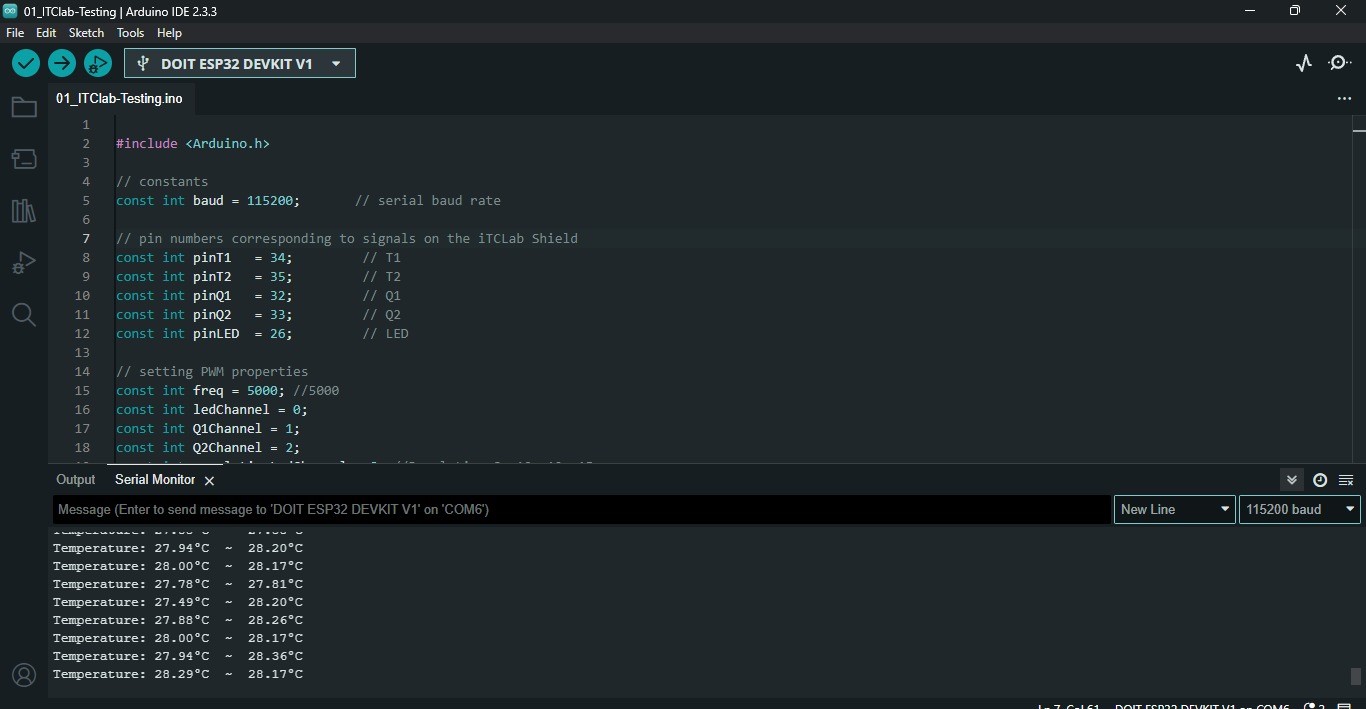 01_ITClab-Testing | Arduino IDE 2.3.3
File Edit Sketch Tools Help
DOIT ESP32 DEVKIT V1
01_ITClab-Testing.ino
1
2 #include <Arduino.h>
3
4 // constants
5 const int baud = 115200; // serial baud rate
6
7 // pin numbers corresponding to signals on the iTCLab Shield
8 const int pinT1 = 34; // T1
9 const int pinT2 = 35; // T2
10 const int pinQ1 = 32; // Q1
11 const int pinQ2 = 33; // Q2
12 const int pinLED = 26; // LED
13
14 // setting PWM properties
15 const int freq = 5000; //5000
16 const int ledChannel = 0;
17 const int Q1Channel = 1;
18 const int Q2Channel = 2;
Output Serial Monitor
Message (Enter to send message to 'DOIT ESP32 DEVKIT V1' on 'COM6')
New Line 115200 baud
Temperature: 27.94°C ~ 28.20°C
Temperature: 28.00°C ~ 28.17°C
Temperature: 27.78°C ~ 27.81°C
Temperature: 27.49°C ~ 28.20°C
Temperature: 27.88°C ~ 28.26°C
Temperature: 28.00°C ~ 28.17°C
Temperature: 27.94°C ~ 28.36°C
Temperature: 28.29°C ~ 28.17°C
Ln 7, Col 61 DOIT ESP32 DEVKIT V1 on COM6 2